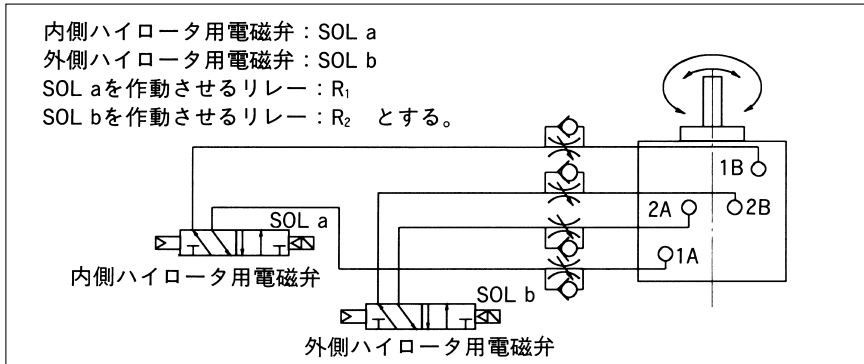 内側ハイロータ用電磁弁：SOL a
外側ハイロータ用電磁弁：SOL b
SOL aを作動させるリレー：R₁
SOL bを作動させるリレー：R₂　とする。
1B
2A
2B
SOL a
1A
内側ハイロータ用電磁弁
SOL b
外側ハイロータ用電磁弁